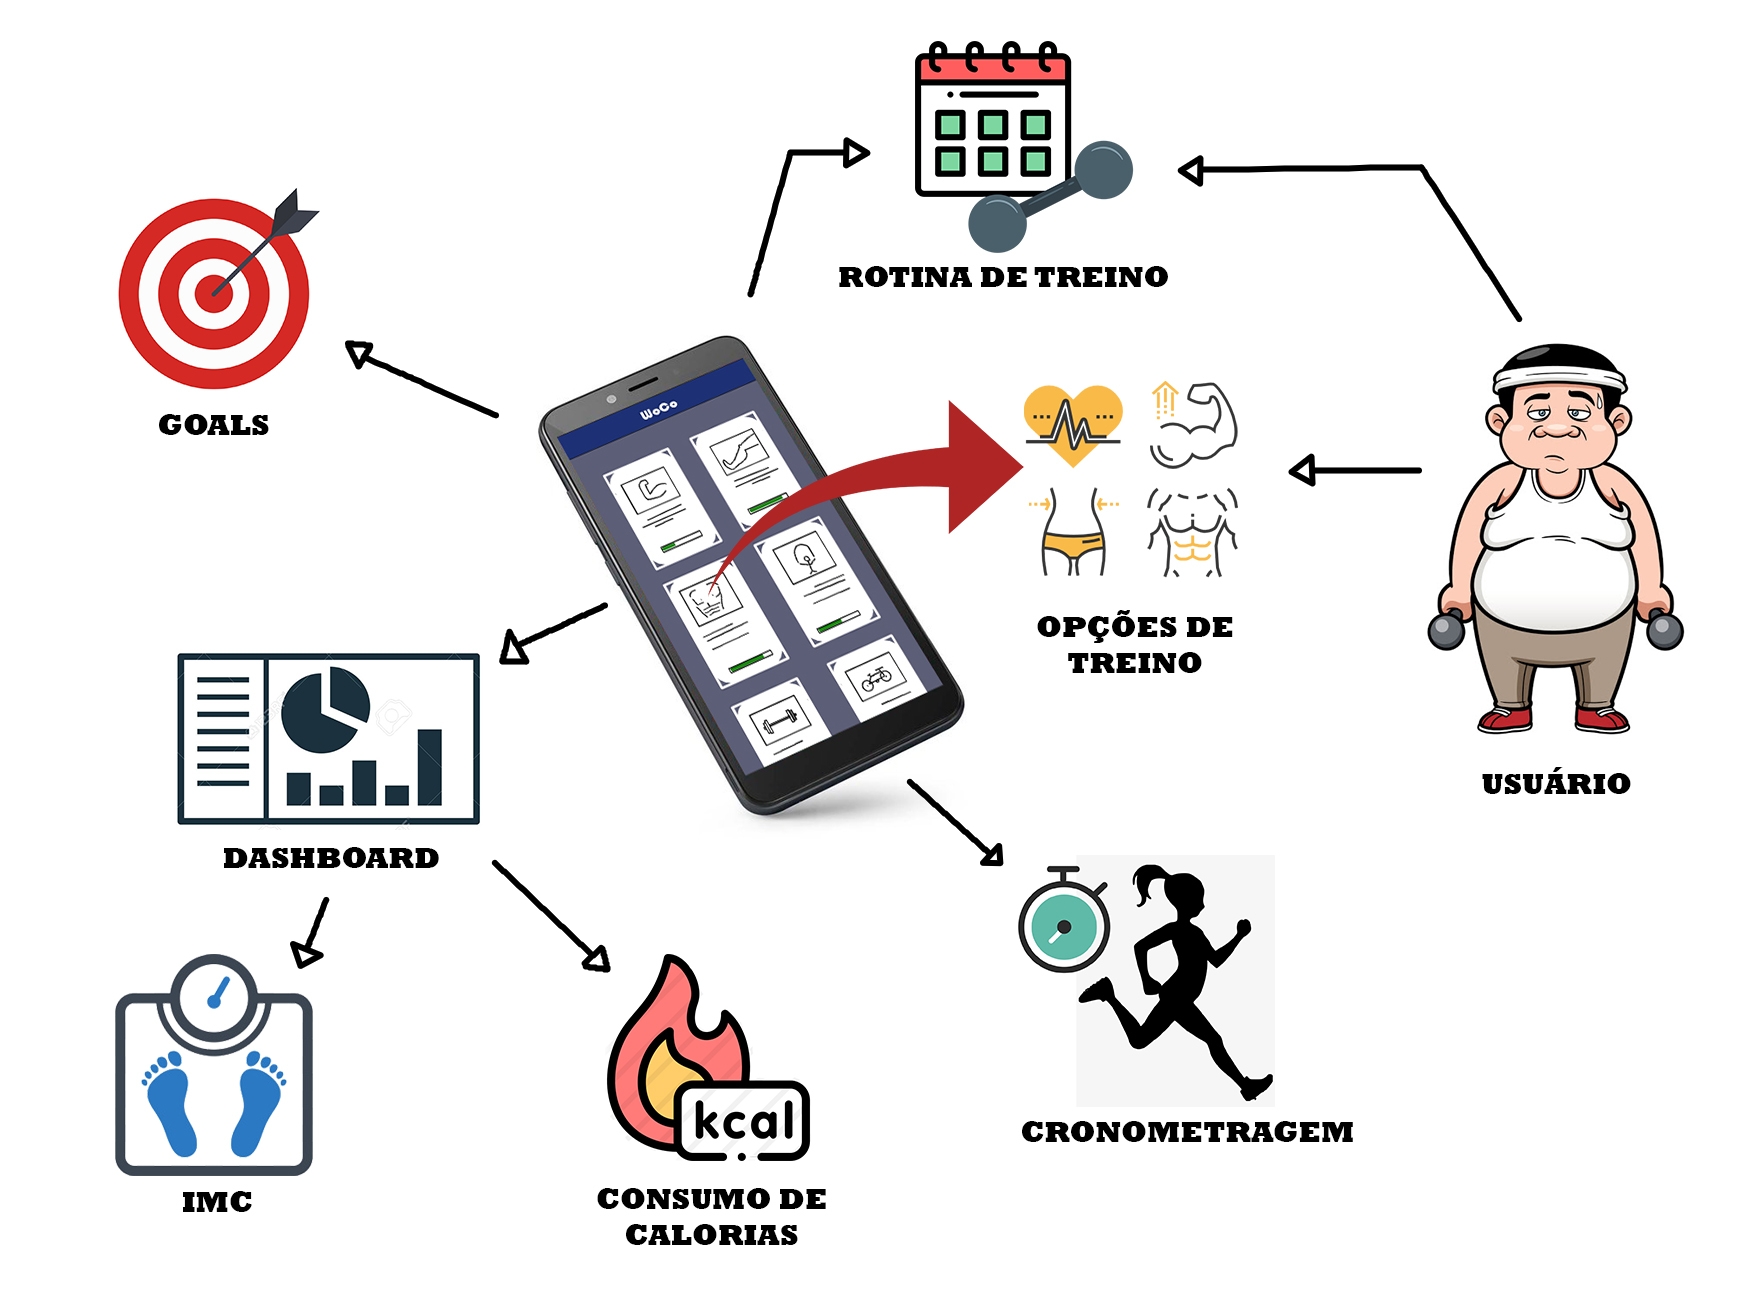 ROTINA DE TREINO
GOALS
WoCo
OPÇÕES DE
TREINO
USUÁRIO
DASHBOARD
CRONOMETRAGEM
kcal
IMC
CONSUMO DE
CALORIAS